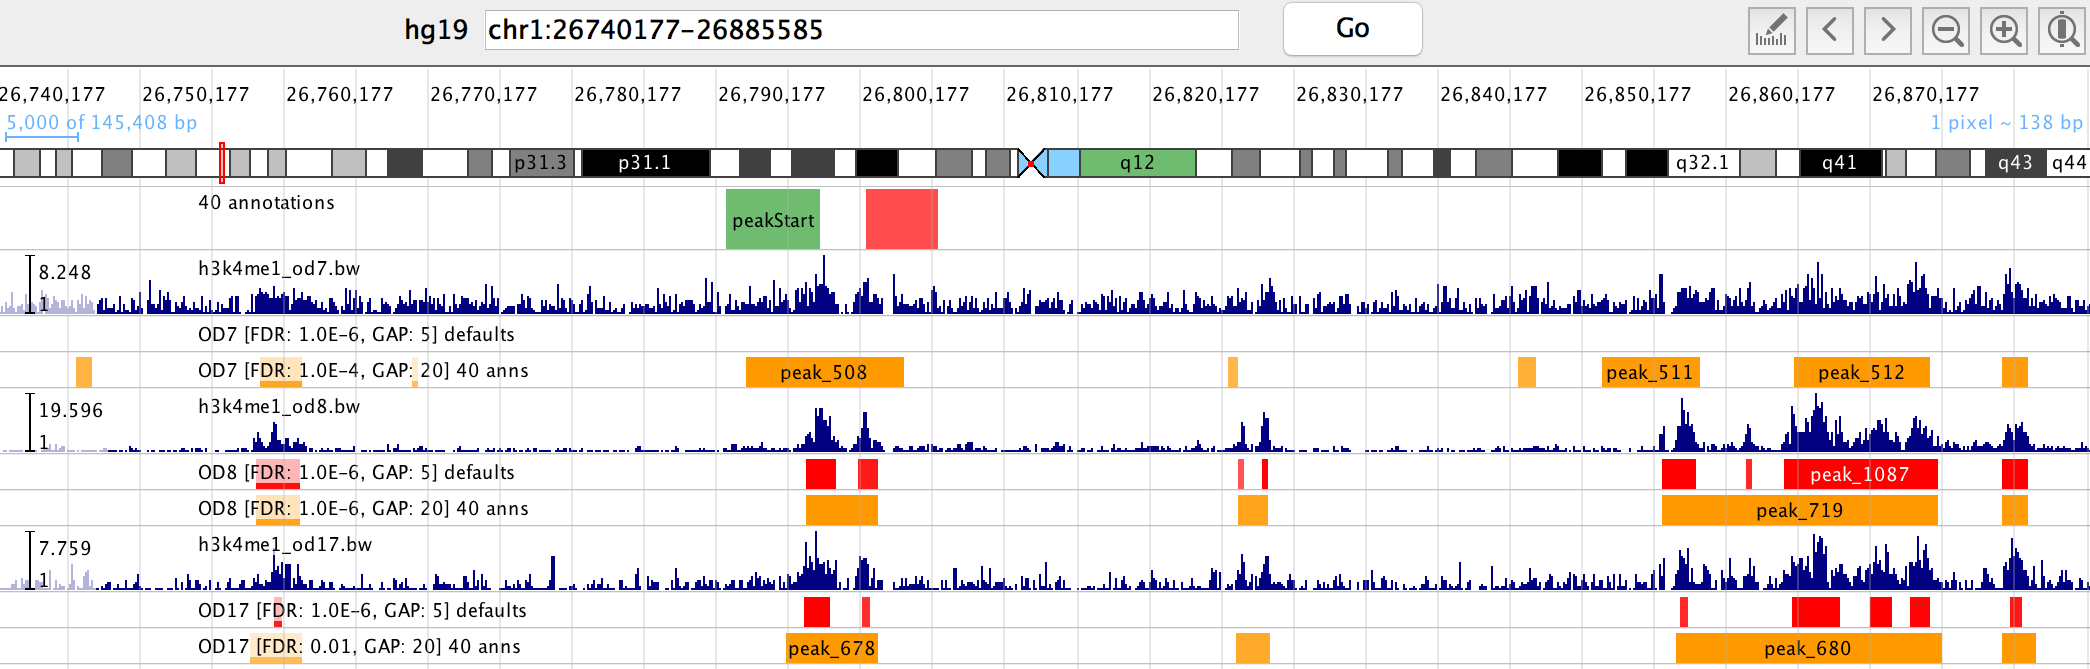 hg19 chr1:26740177-26885585 Go
26,740,177 26,750,177 26,760,177 26,770,177 26,780,177 26,790,177 26,800,177 26,810,177 26,820,177 26,830,177 26,840,177 26,850,177 26,860,177 26,870,177
5,000 of 145,408 bp 1 pixel ~ 138 bp
p31.3 p31.1 q12 q32.1 q41 q43 q44
40 annotations
peakStart
8.248 h3k4me1_od7.bw
1
OD7 [FDR: 1.0E-6, GAP: 5] defaults
OD7 [FDR: 1.0E-4, GAP: 20] 40 anns peak_508 peak_511 peak_512
19.596 h3k4me1_od8.bw
1
OD8 [FDR: 1.0E-6, GAP: 5] defaults peak_1087
OD8 [FDR: 1.0E-6, GAP: 20] 40 anns peak_719
7.759 h3k4me1_od17.bw
1
OD17 [FDR: 1.0E-6, GAP: 5] defaults
OD17 [FDR: 0.01, GAP: 20] 40 anns peak_678 peak_680